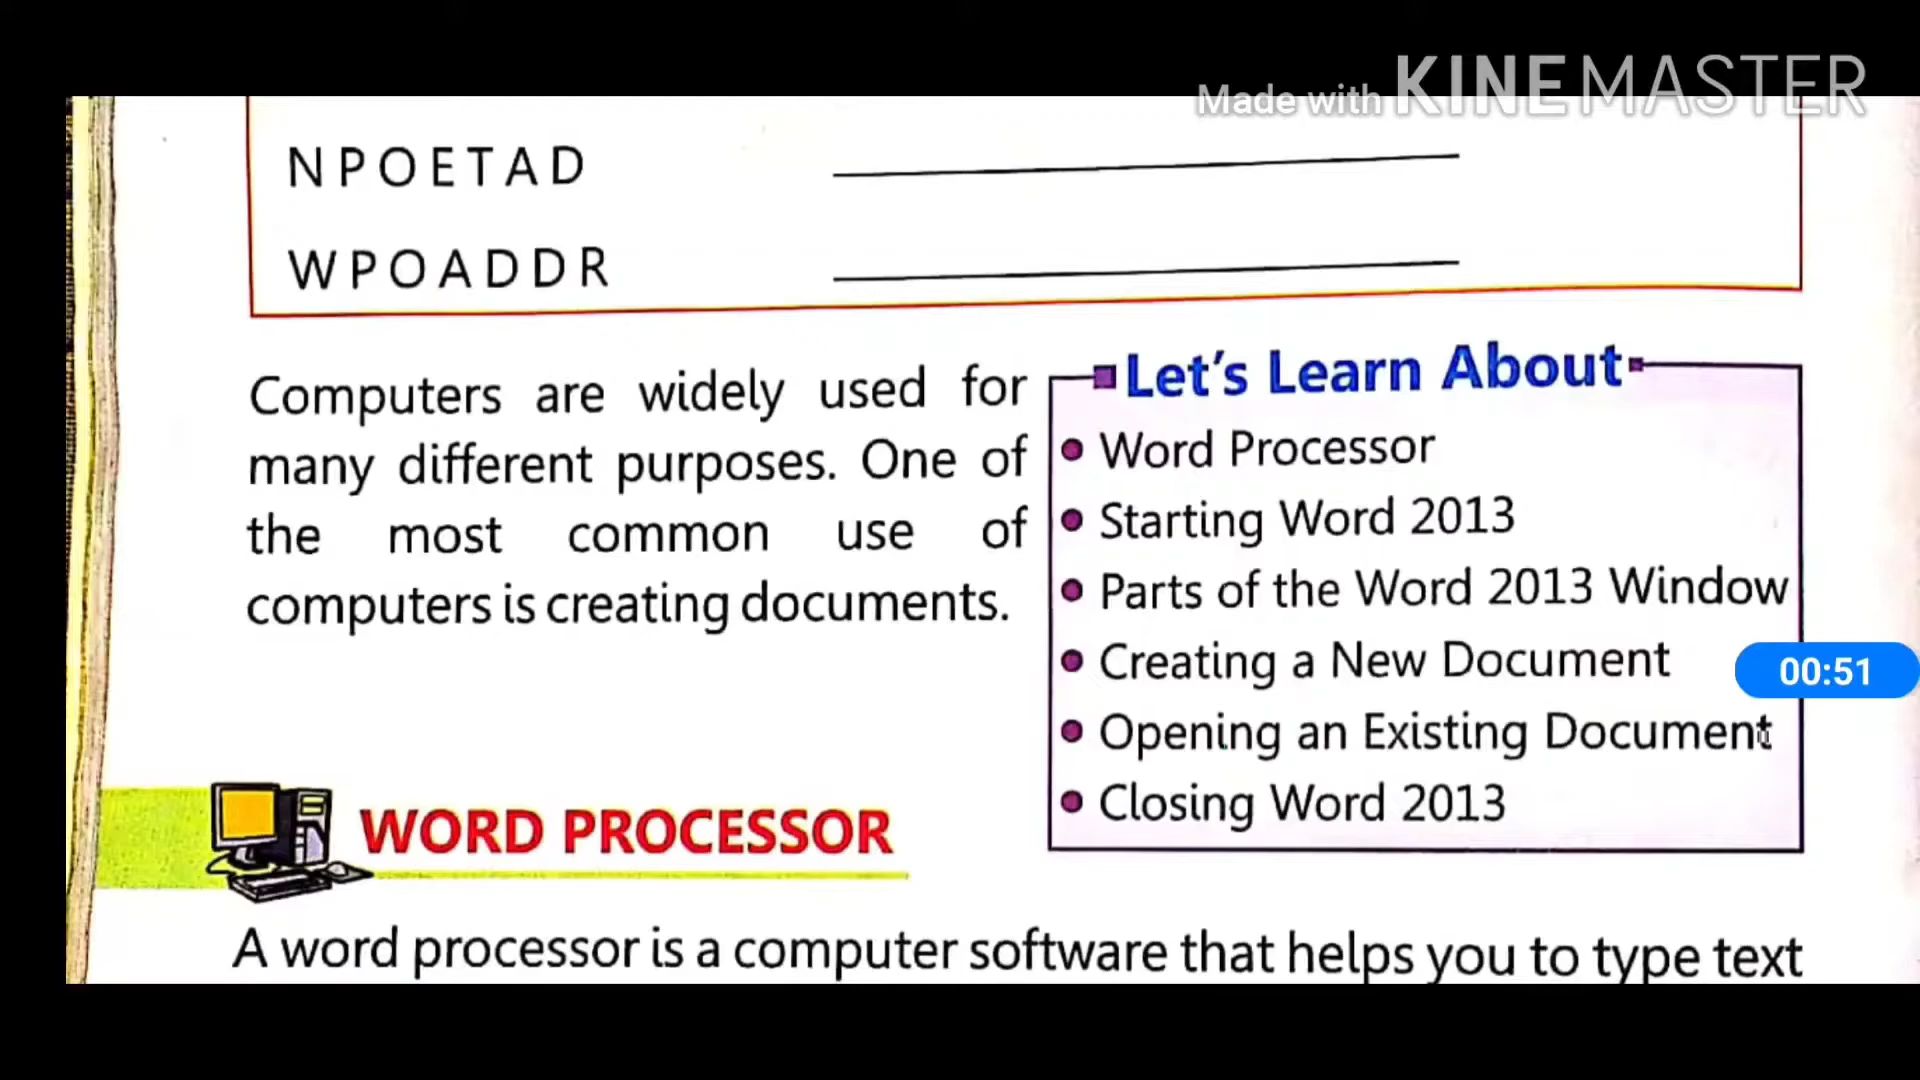 Made with KINEMASTER
NPOETAD
WPOADDR
Computers are widely used for
many different purposes. One of
the most common use of
computers is creating documents.
Let's Learn About
• Word Processor
• Starting Word 2013
• Parts of the Word 2013 Window
• Creating a New Document
• Opening an Existing Document
• Closing Word 2013
00:51
WORD PROCESSOR
A word processor is a computer software that helps you to type text